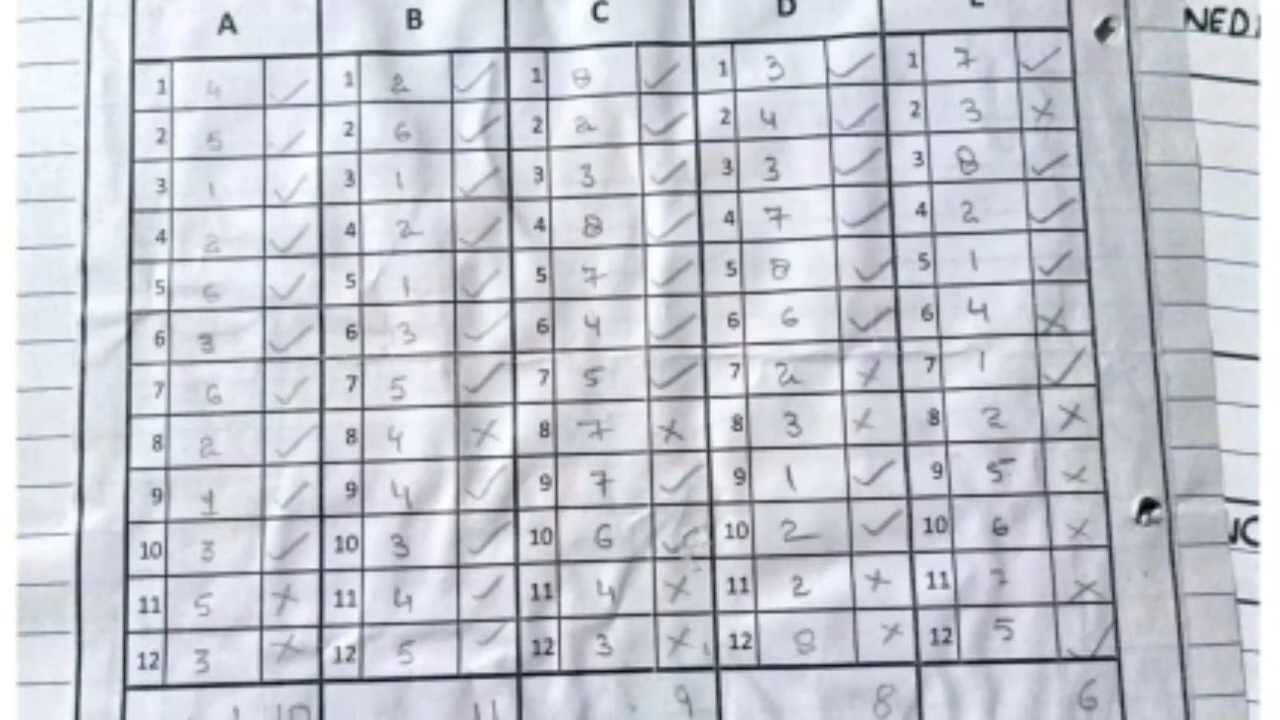 A B C D E
NED
1 4 ✓ 1 2 ✓ 1 8 ✓ 1 3 ✓ 1 7 ✓
2 5 ✓ 2 6 ✓ 2 2 ✓ 2 4 ✓ 2 3 ×
3 1 ✓ 3 1 ✓ 3 3 ✓ 3 3 ✓ 3 8 ✓
4 2 ✓ 4 2 ✓ 4 8 ✓ 4 7 ✓ 4 2 ✓
5 6 ✓ 5 1 ✓ 5 7 ✓ 5 8 ✓ 5 1 ✓
6 3 ✓ 6 3 ✓ 6 4 ✓ 6 6 ✓ 6 4 ×
7 6 ✓ 7 5 ✓ 7 5 ✓ 7 2 × 7 1 ✓
8 2 ✓ 8 4 × 8 7 × 8 3 × 8 2 ×
9 1 ✓ 9 4 ✓ 9 7 ✓ 9 1 ✓ 9 5 ×
10 3 ✓ 10 3 ✓ 10 6 ✓ 10 2 ✓ 10 6 ×
11 5 × 11 4 ✓ 11 4 × 11 2 × 11 7 ×
12 3 × 12 5 ✓ 12 3 × 12 8 × 12 5 ✓
10 11 9 8 6